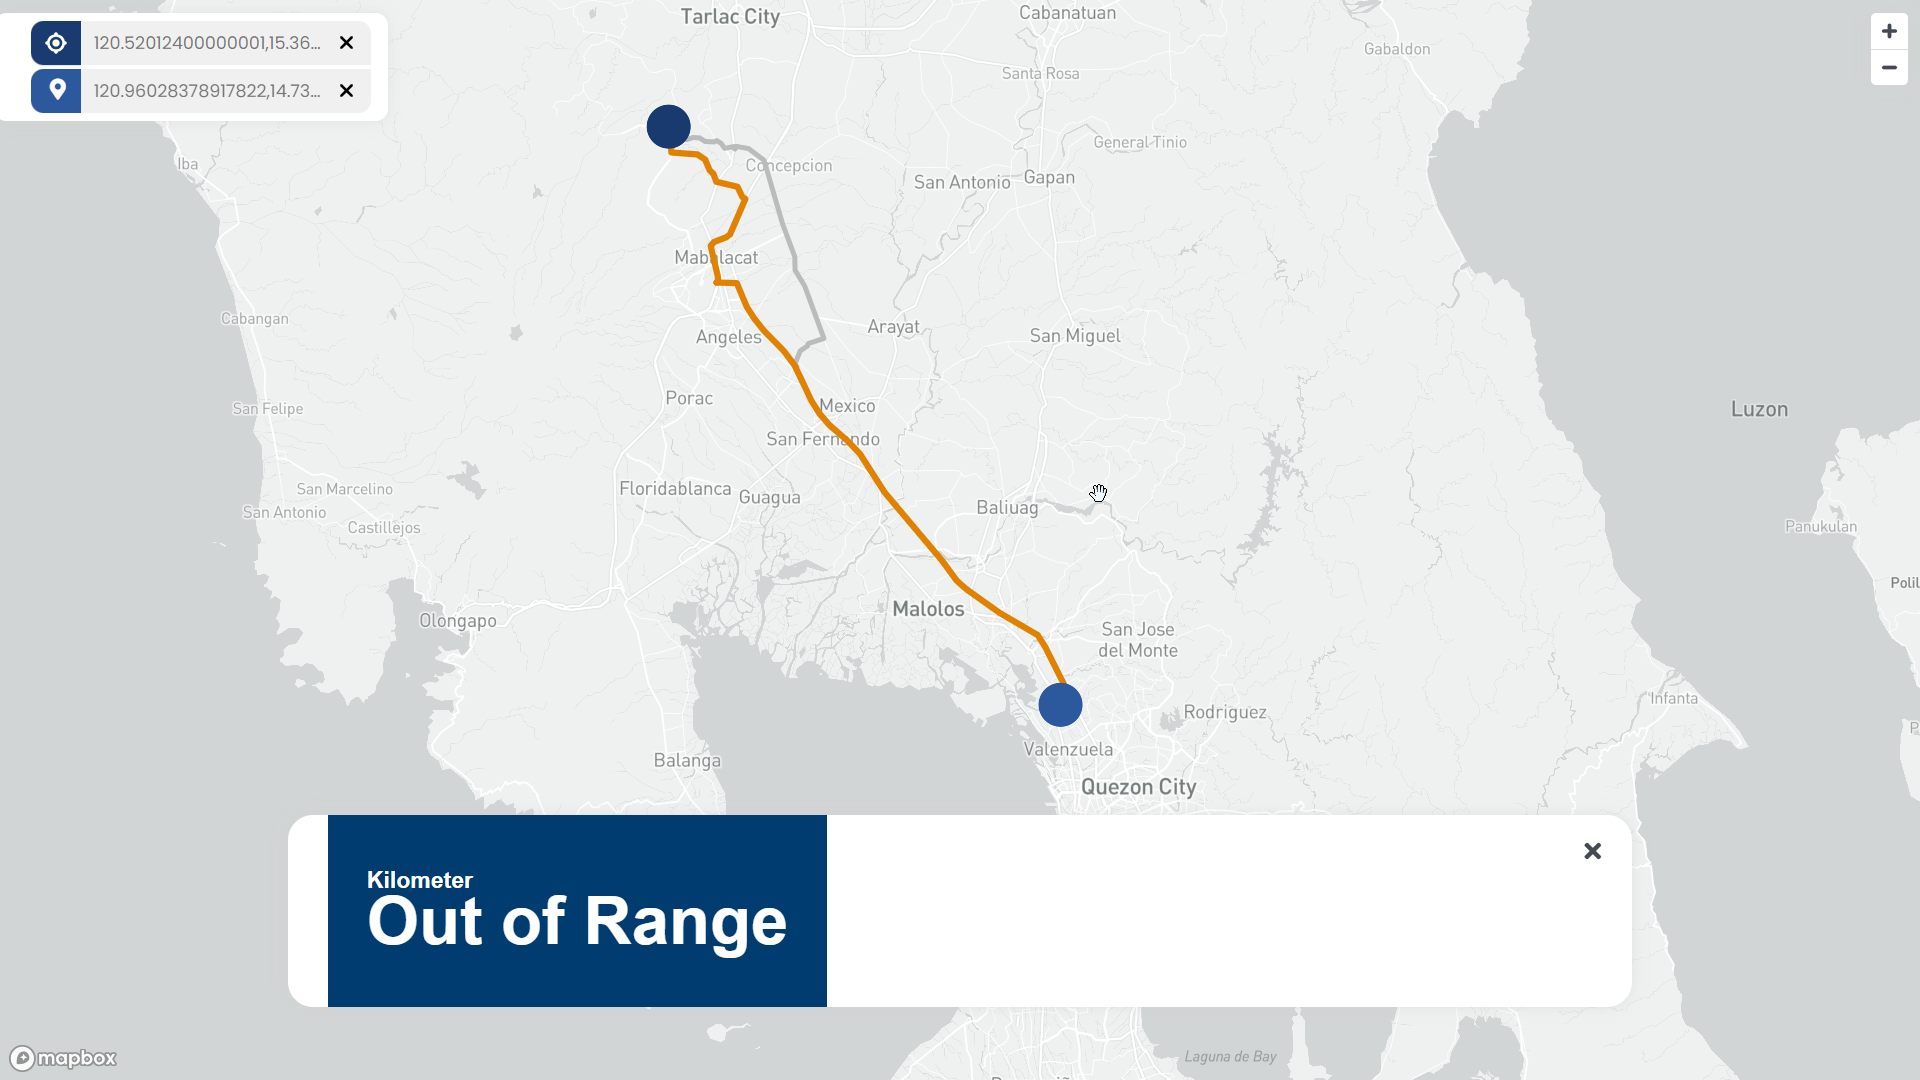 Tarlac City
Cabanatuan
120.52012400000001,15.36...
Gabaldon
Santa Rosa
120.96028378917822,14.73...
General Tinio
Iba
Concepcion
San Antonio
Gapan
Mabalacat
Cabangan
Arayat
Angeles
San Miguel
Porac
Mexico
San Felipe
Luzon
San Fernando
San Marcelino
Floridablanca
Guagua
Baliuag
San Antonio
Castillejos
Panukulan
Polil
Malolos
Olongapo
San Jose
del Monte
Infanta
Rodriguez
P
Valenzuela
Balanga
Quezon City
Kilometer
Out of Range
mapbox
Laguna de Bay